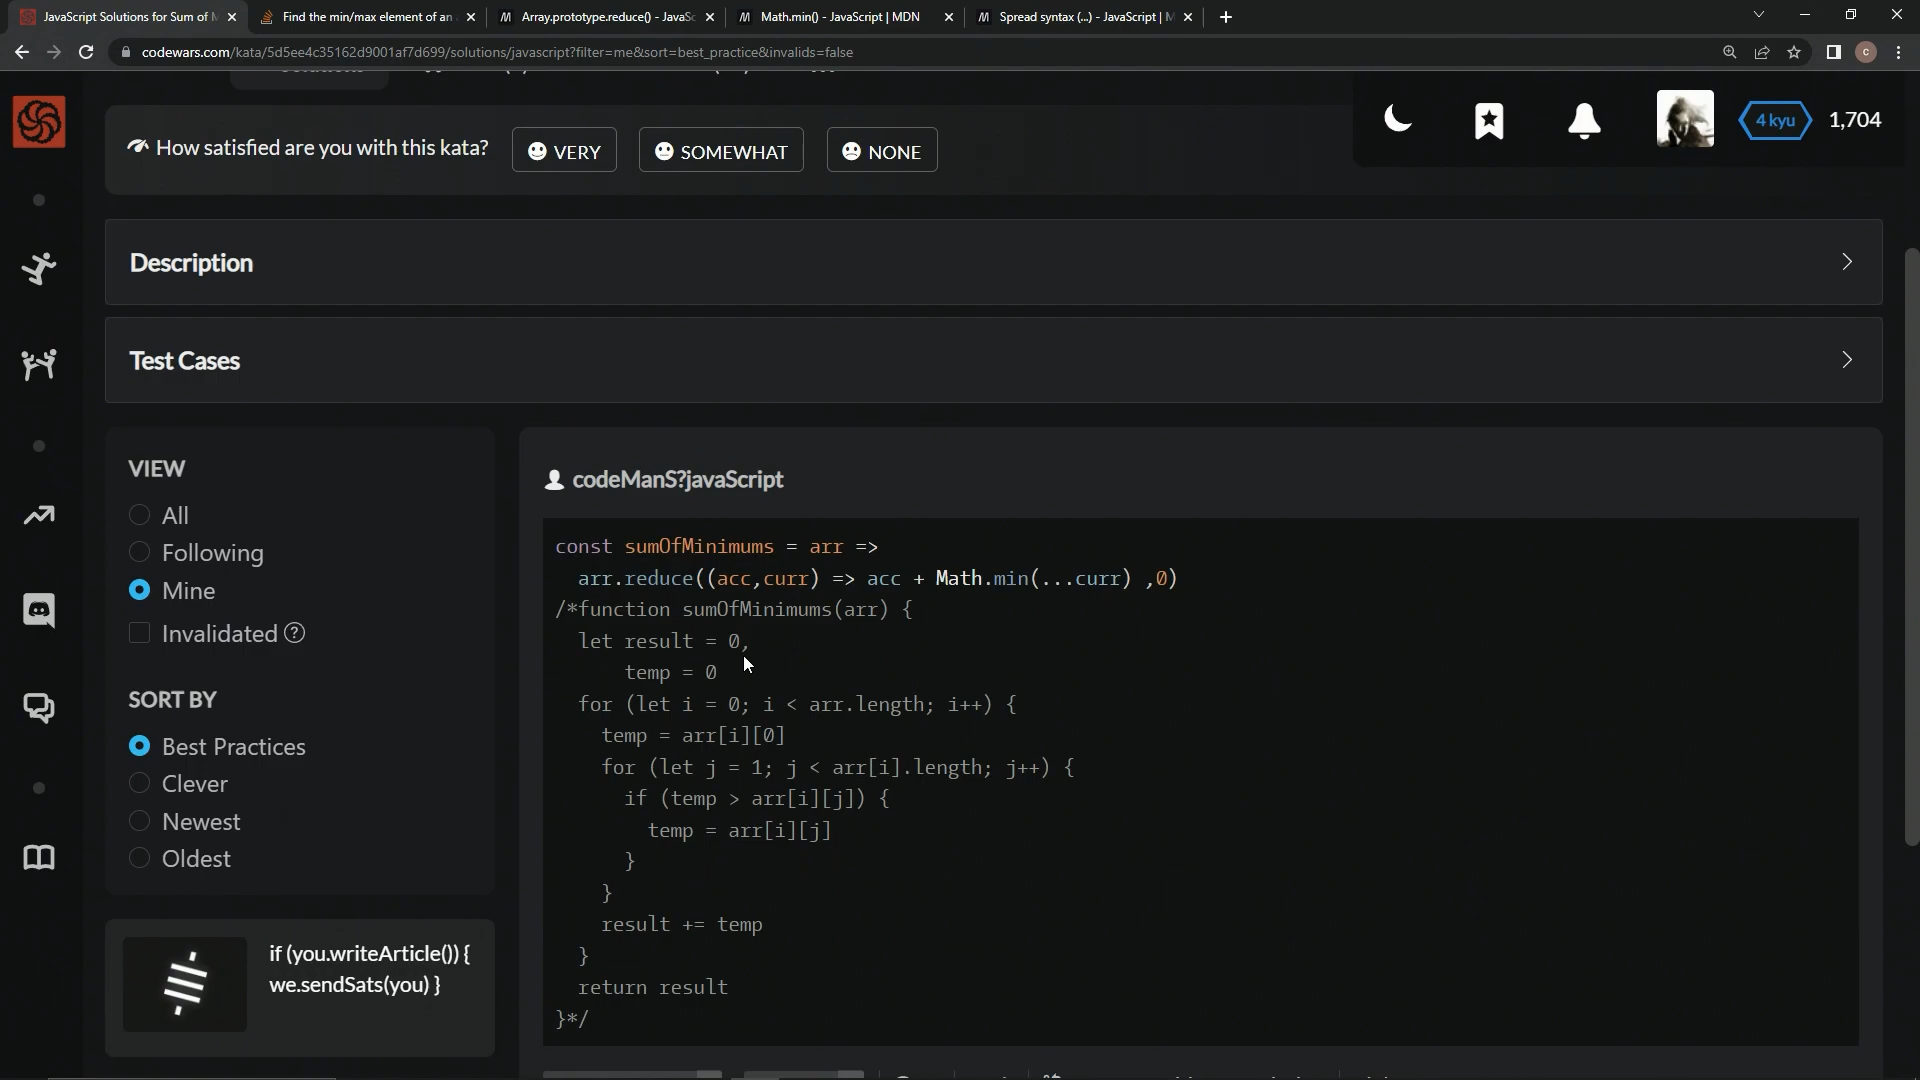 JavaScript Solutions for Sum of M
Find the min/max element of an
Array.prototype.reduce() - JavaSc
Math.min() - JavaScript | MDN
Spread syntax (...) - JavaScript | M
codewars.com/kata/5d5ee4c35162d9001af7d699/solutions/javascript?filter=me&sort=best_practice&invalids=false
C
How satisfied are you with this kata?
VERY
SOMEWHAT
NONE
4 kyu
1,704
Description
Test Cases
VIEW
All
Following
Mine
Invalidated ?
SORT BY
Best Practices
Clever
Newest
Oldest
if (you.writeArticle()) {
we.sendSats(you) }
codeManS?javaScript
const sumOfMinimums = arr =>
arr.reduce((acc,curr) => acc + Math.min(...curr) ,0)
/*function sumOfMinimums(arr) {
let result = 0,
temp = 0
for (let i = 0; i < arr.length; i++) {
temp = arr[i][0]
for (let j = 1; j < arr[i].length; j++) {
if (temp > arr[i][j]) {
temp = arr[i][j]
}
}
result += temp
}
return result
}*/